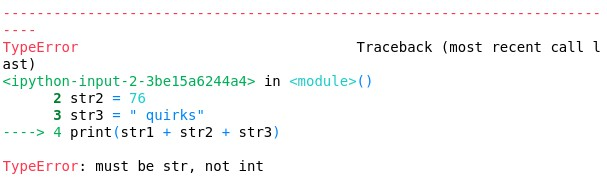 ---------------------------------------------------------------------------
----
TypeError                                 Traceback (most recent call l
ast)
<ipython-input-2-3be15a6244a4> in <module>()
      2 str2 = 76
      3 str3 = " quirks"
----> 4 print(str1 + str2 + str3)

TypeError: must be str, not int